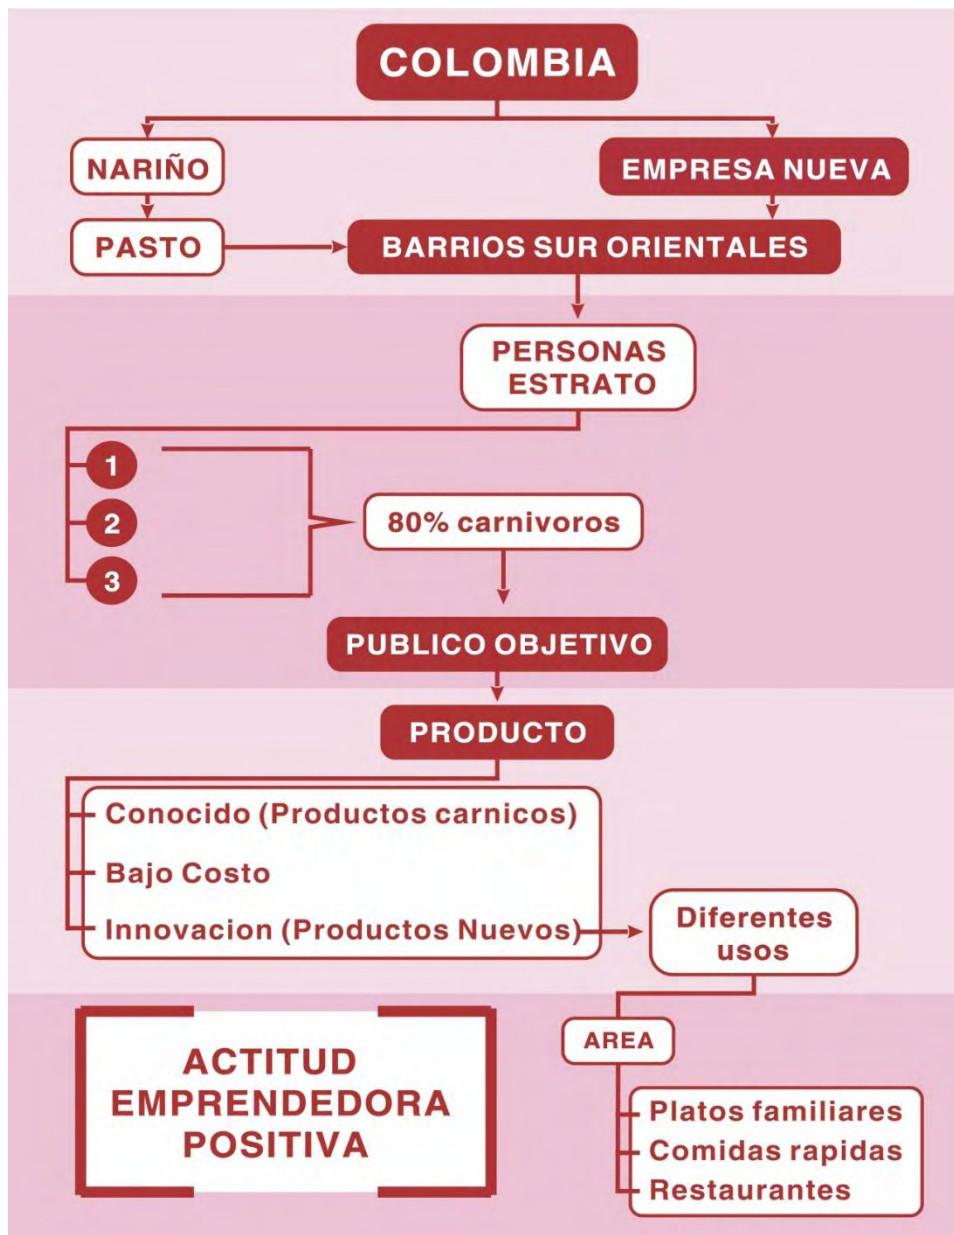 COLOMBIA
NARIÑO
EMPRESA NUEVA
PASTO
BARRIOS SUR ORIENTALES
PERSONAS
ESTRATO
1
2
3
80% carnivoros
PUBLICO OBJETIVO
PRODUCTO
Conocido (Productos carnicos)
Bajo Costo
Innovacion (Productos Nuevos)
Diferentes
usos
AREA
Platos familiares
Comidas rapidas
Restaurantes
ACTITUD
EMPRENDEDORA
POSITIVA